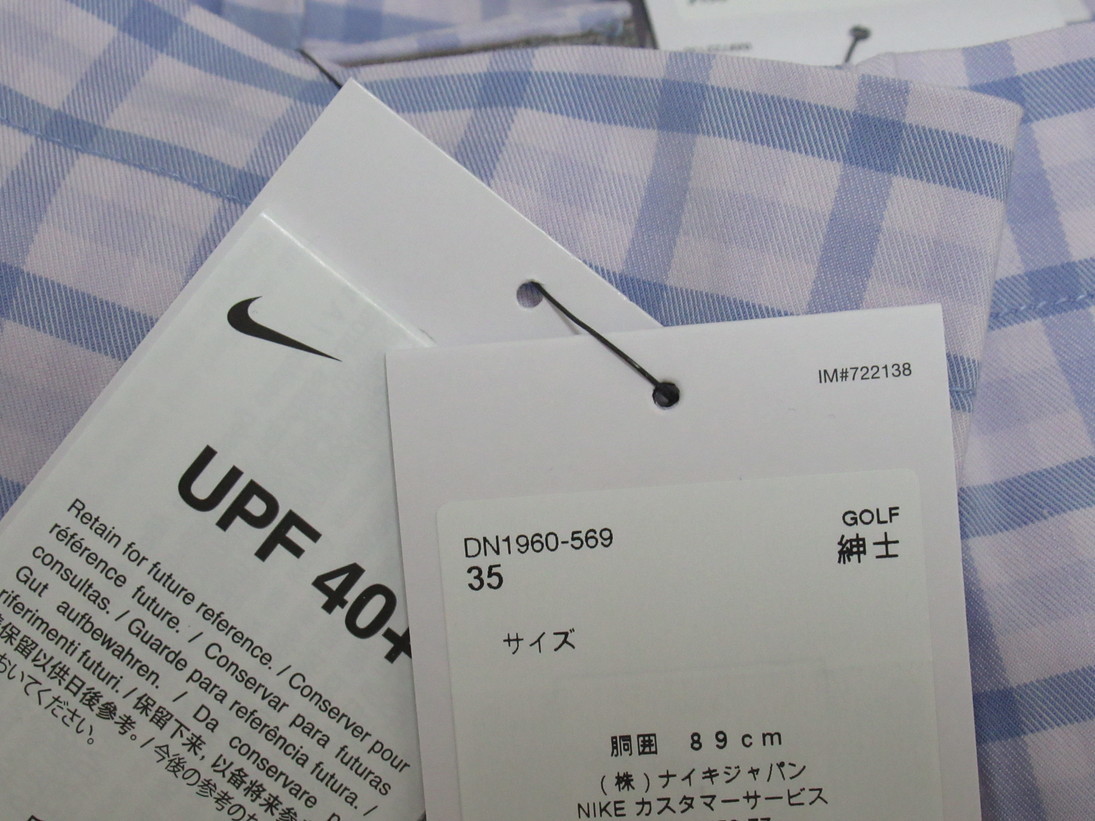 UPF 40+
Retain for future reference. / Conserver pour
référence future. / Conservar para futuras
consultas. / Guarde para referência futura. /
Gut aufbewahren. / Da conservare
riferimenti futuri. / 保留下来, 以备将来参
保留以供日後參考。/ 今後の参考のた
おいてください。
IM#722138
GOLF
DN1960-569
紳士
35
サイズ
胴囲 89cm
(株)ナイキジャパン
NIKE カスタマーサービス